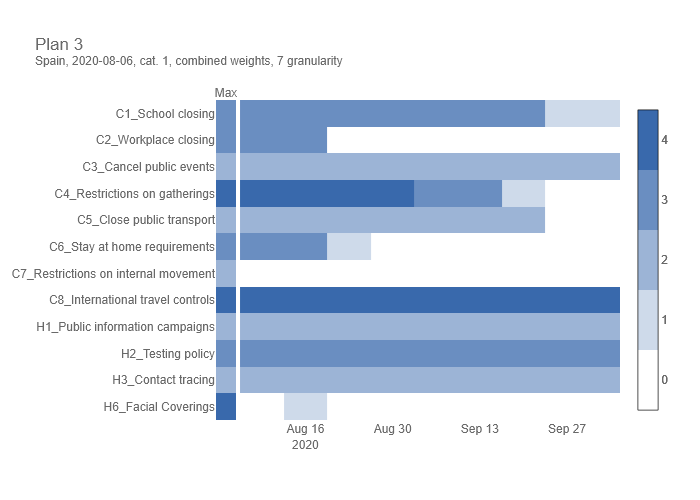 Plan 3
Spain, 2020-08-06, cat. 1, combined weights, 7 granularity
Max
C1_School closing
C2_Workplace closing
C3_Cancel public events
C4_Restrictions on gatherings
C5_Close public transport
C6_Stay at home requirements
C7_Restrictions on internal movement
C8_International travel controls
H1_Public information campaigns
H2_Testing policy
H3_Contact tracing
H6_Facial Coverings
Aug 16 Aug 30 Sep 13 Sep 27
2020
4
3
2
1
0